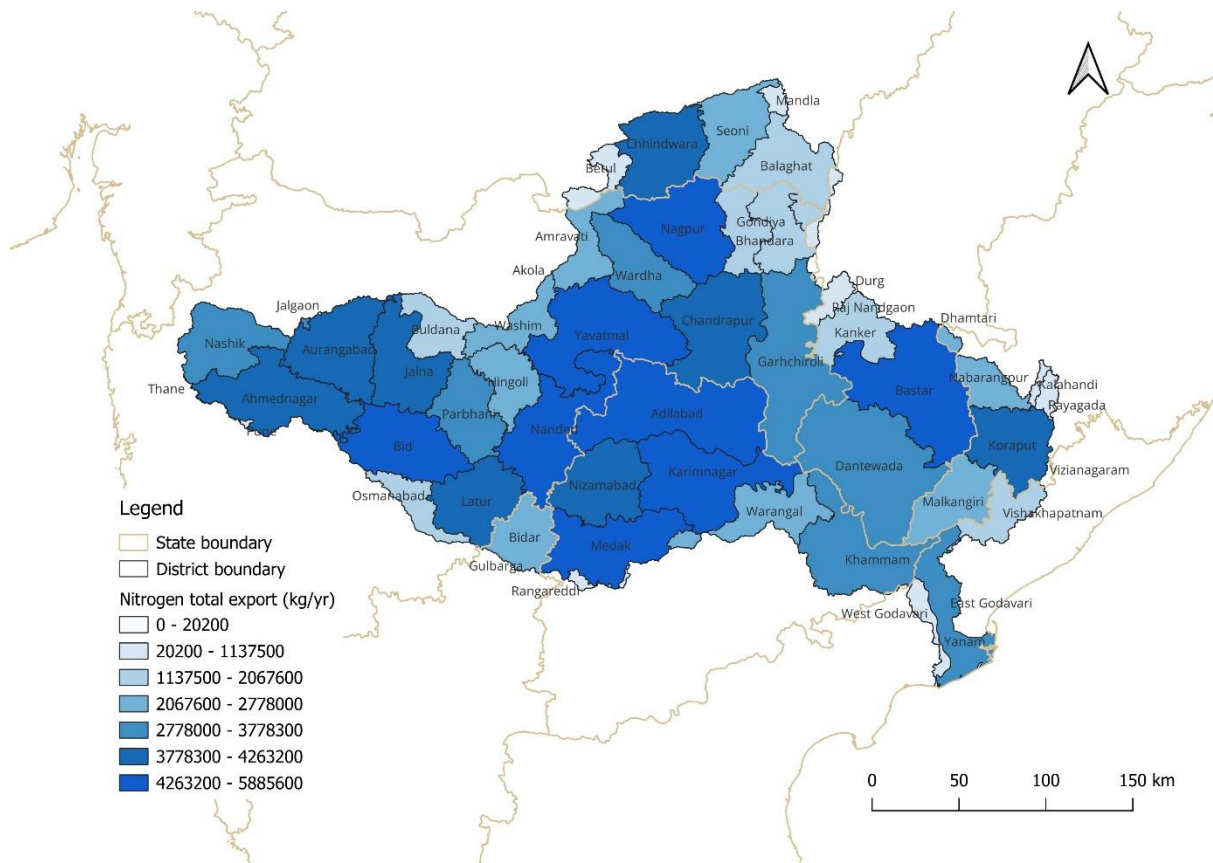 Mandla
Seoni
Chhindwara
Betul
Balaghat
Amravati
Nagpur
Gondiya
Bhandara
Akola
Wardha
Durg
Jalgaon
Raj Nandgaon
Dhamtari
Buldana
Washim
Yavatmal
Chandrapur
Kanker
Nashik
Aurangabad
Garhchiroli
Jalna
Hingoli
Nabarangpur
Kalahandi
Thane
Ahmednagar
Bastar
Rayagada
Parbhani
Adilabad
Pune
Bid
Nanded
Koraput
Dantewada
Vizianagaram
Karimnagar
Nizamabad
Osmanabad
Latur
Malkangiri
Warangal
Vishakhapatnam
Bidar
Medak
Gulbarga
Khammam
Rangareddi
West Godavari
East Godavari
Yanam
Legend
State boundary
District boundary
Nitrogen total export (kg/yr)
0 - 20200
20200 - 1137500
1137500 - 2067600
2067600 - 2778000
2778000 - 3778300
3778300 - 4263200
4263200 - 5885600
0 50 100 150 km